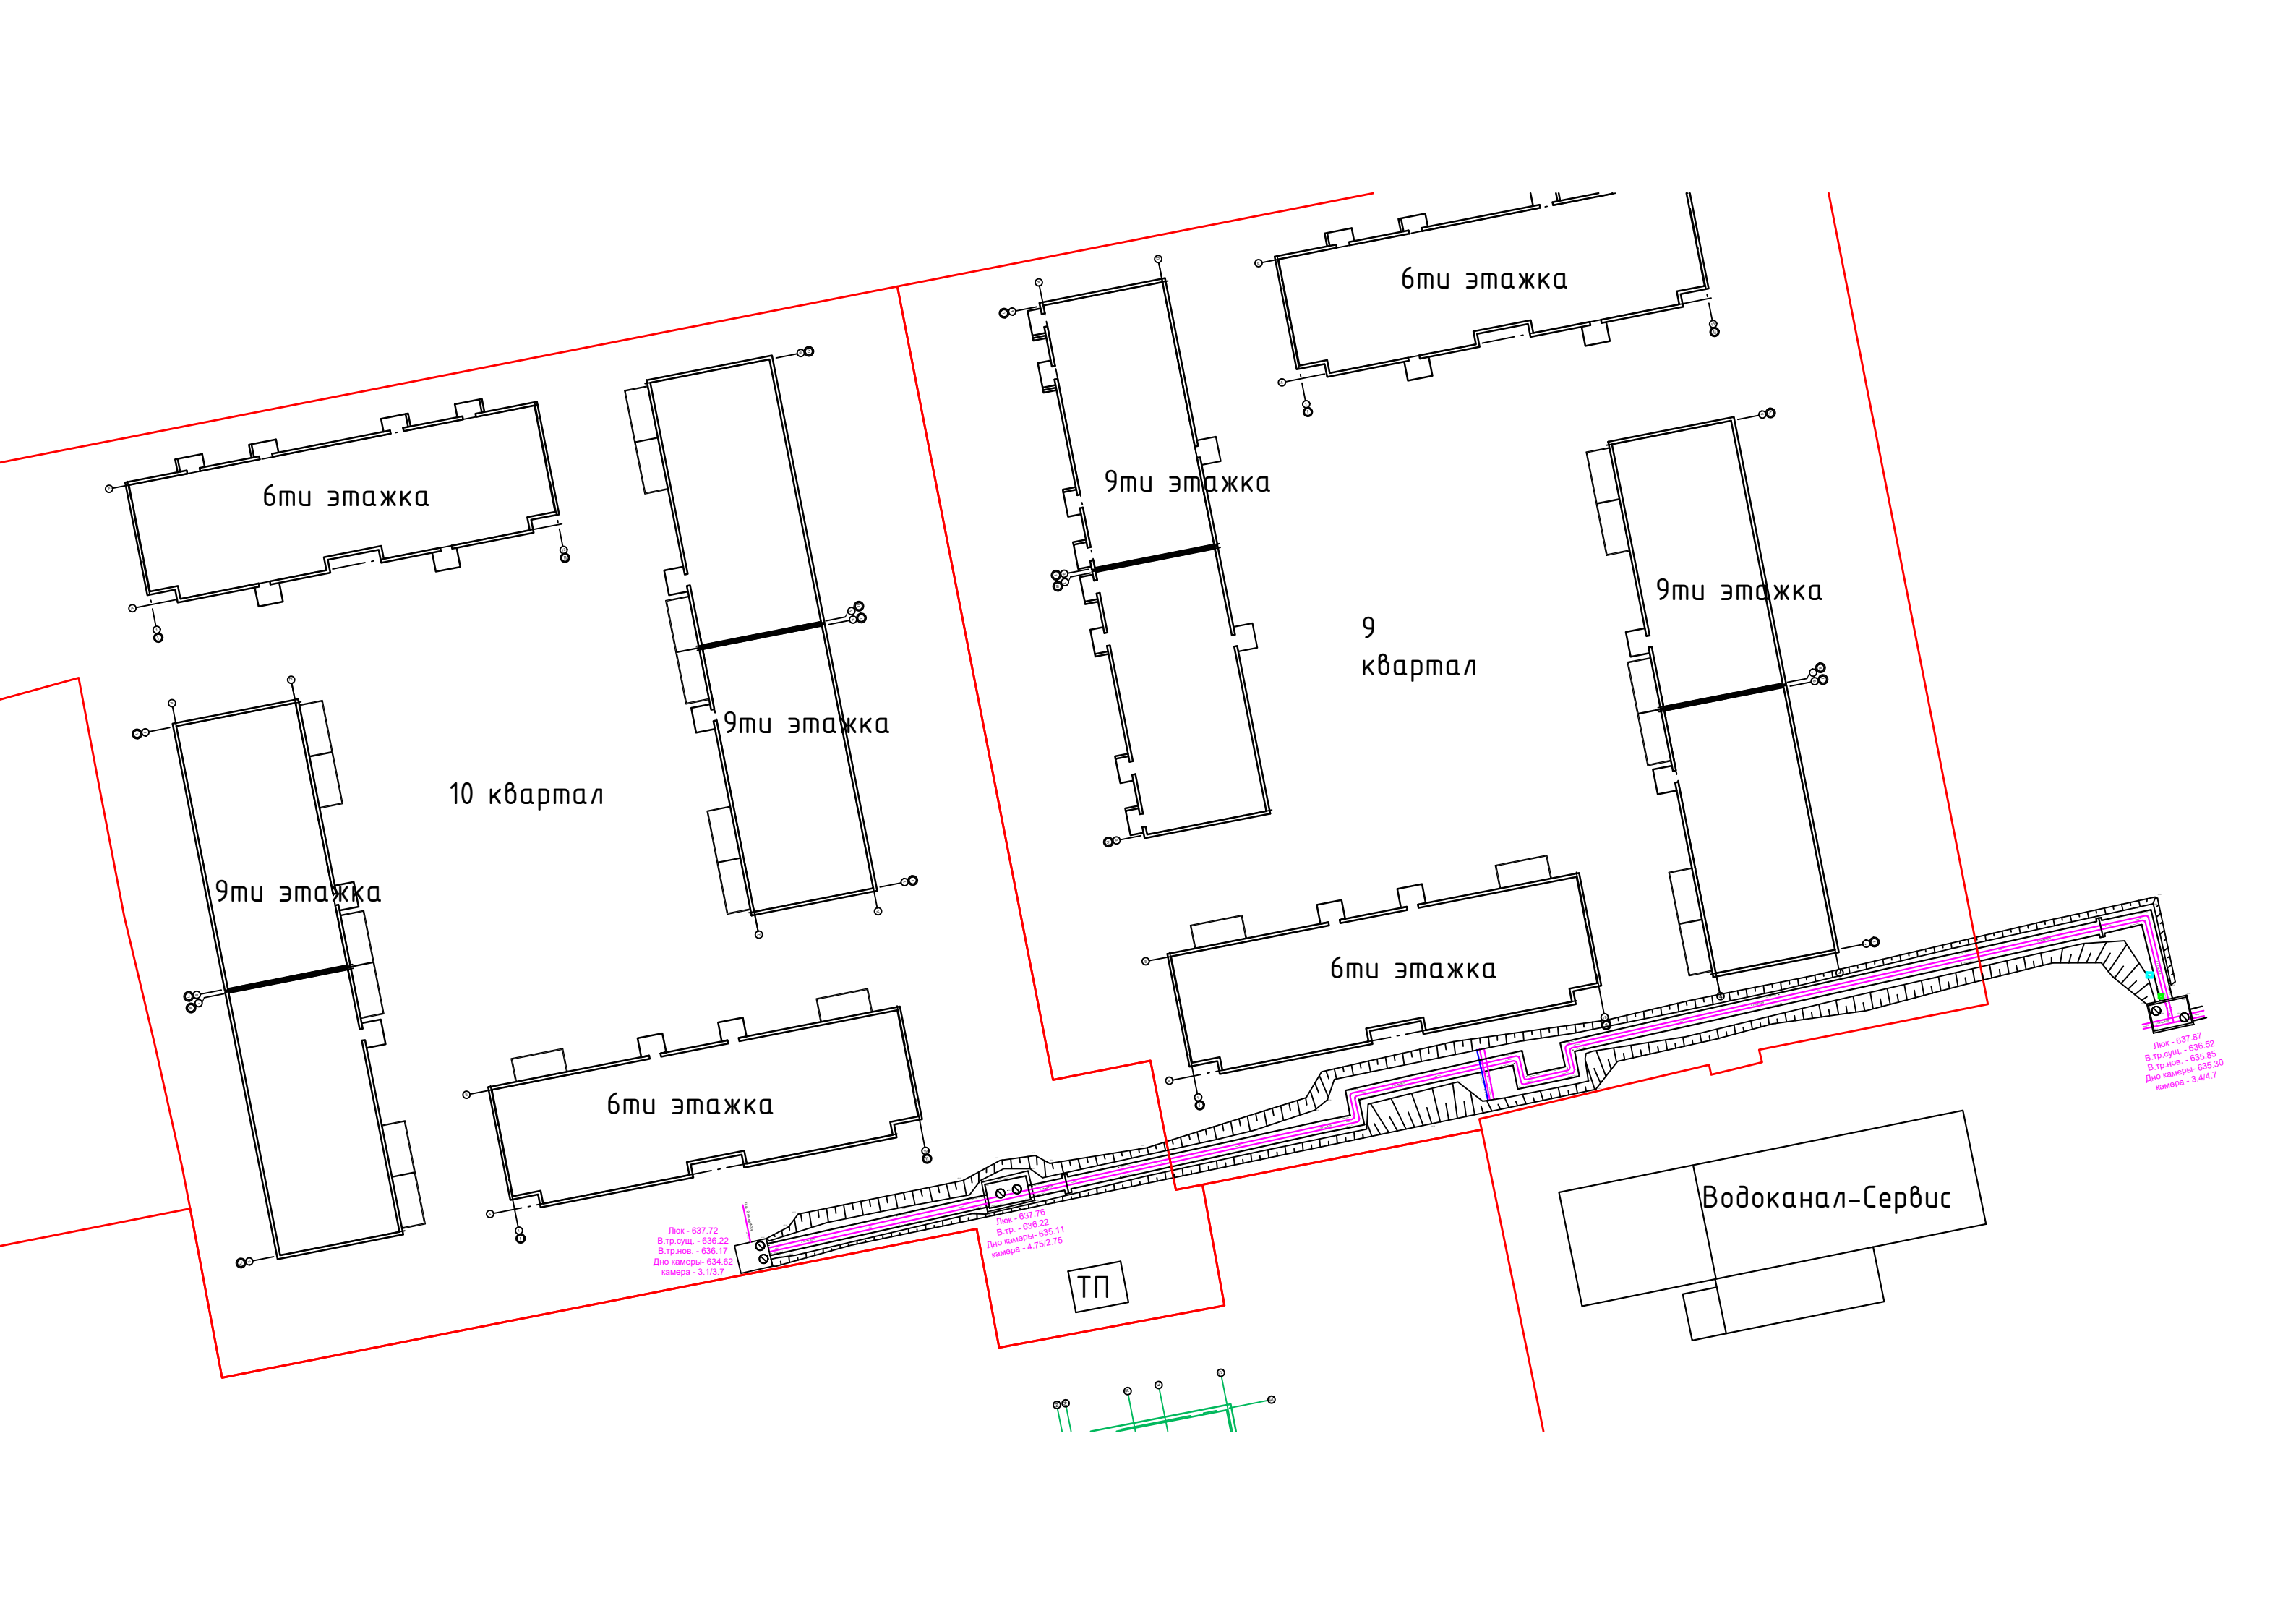 6ти этажка
6ти этажка
9ти этажка
9ти этажка
9
квартал
9ти этажка
9ти этажка
10 квартал
9ти этажка
6ти этажка
6ти этажка
Люк - 637.87
В.тр.сущ. - 636.52
В.тр.нов. - 635.85
Дно камеры- 635.30
камера - 3.4/4.7
Водоканал-Сервис
Люк - 637.76
В.тр. - 636.22
Дно камеры- 635.11
камера - 4.75/2.75
Люк - 637.72
В.тр.сущ. - 636.22
В.тр.нов. - 636.17
Дно камеры- 634.62
камера - 3.1/3.7
ТП